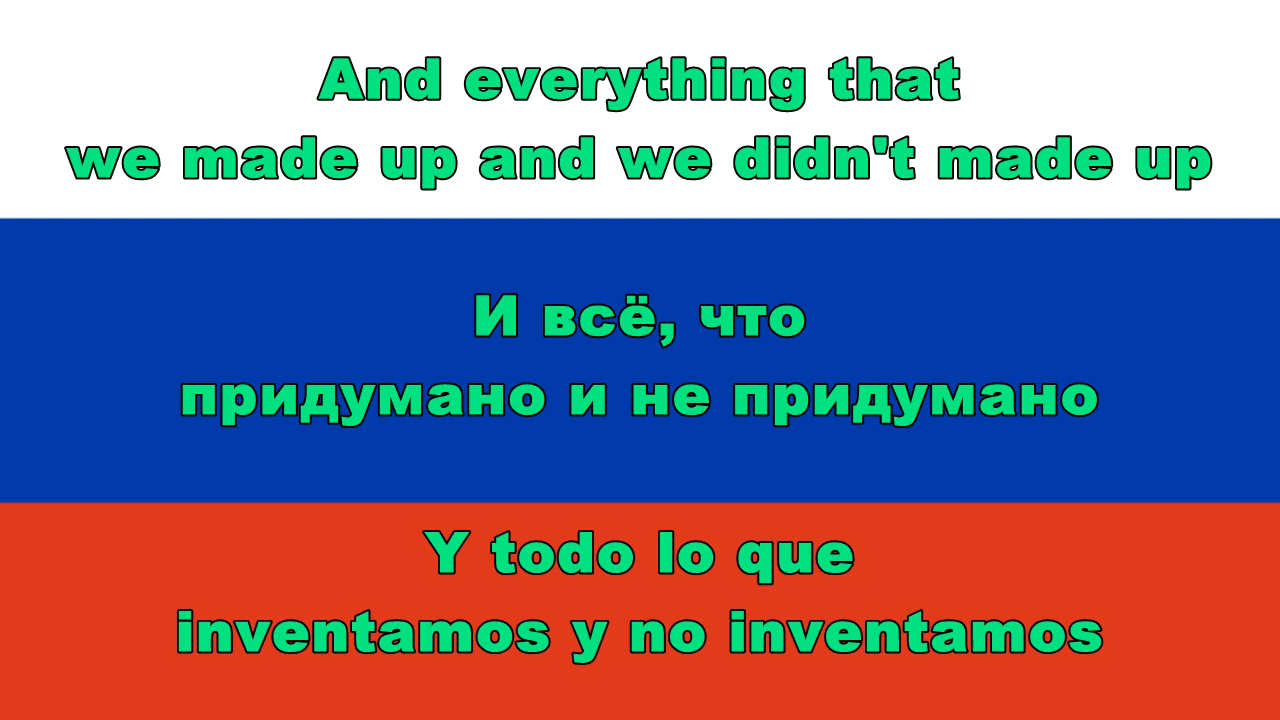 And everything that
we made up and we didn't made up
И всё, что
придумано и не придумано
Y todo lo que
inventamos y no inventamos